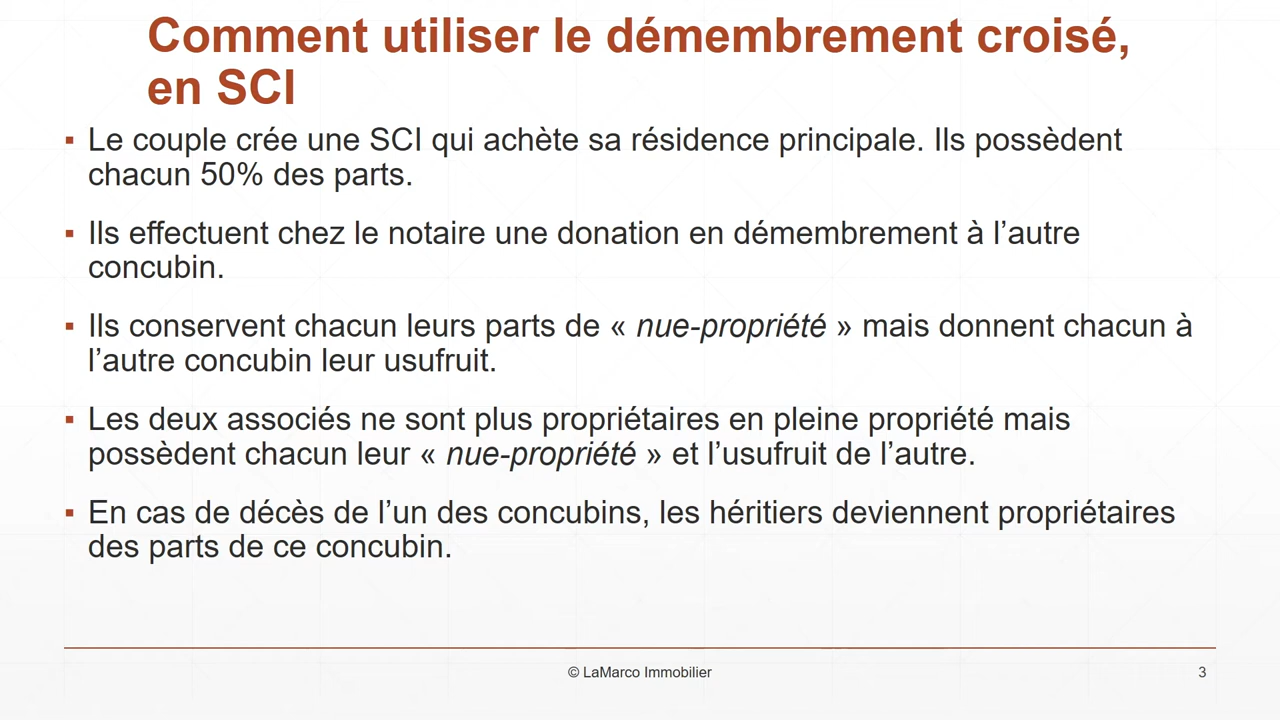 Comment utiliser le démembrement croisé,
en SCI
▪ Le couple crée une SCI qui achète sa résidence principale. Ils possèdent
chacun 50% des parts.
▪ Ils effectuent chez le notaire une donation en démembrement à l’autre
concubin.
▪ Ils conservent chacun leurs parts de « nue-propriété » mais donnent chacun à
l’autre concubin leur usufruit.
▪ Les deux associés ne sont plus propriétaires en pleine propriété mais
possèdent chacun leur « nue-propriété » et l’usufruit de l’autre.
▪ En cas de décès de l’un des concubins, les héritiers deviennent propriétaires
des parts de ce concubin.
© LaMarco Immobilier
3